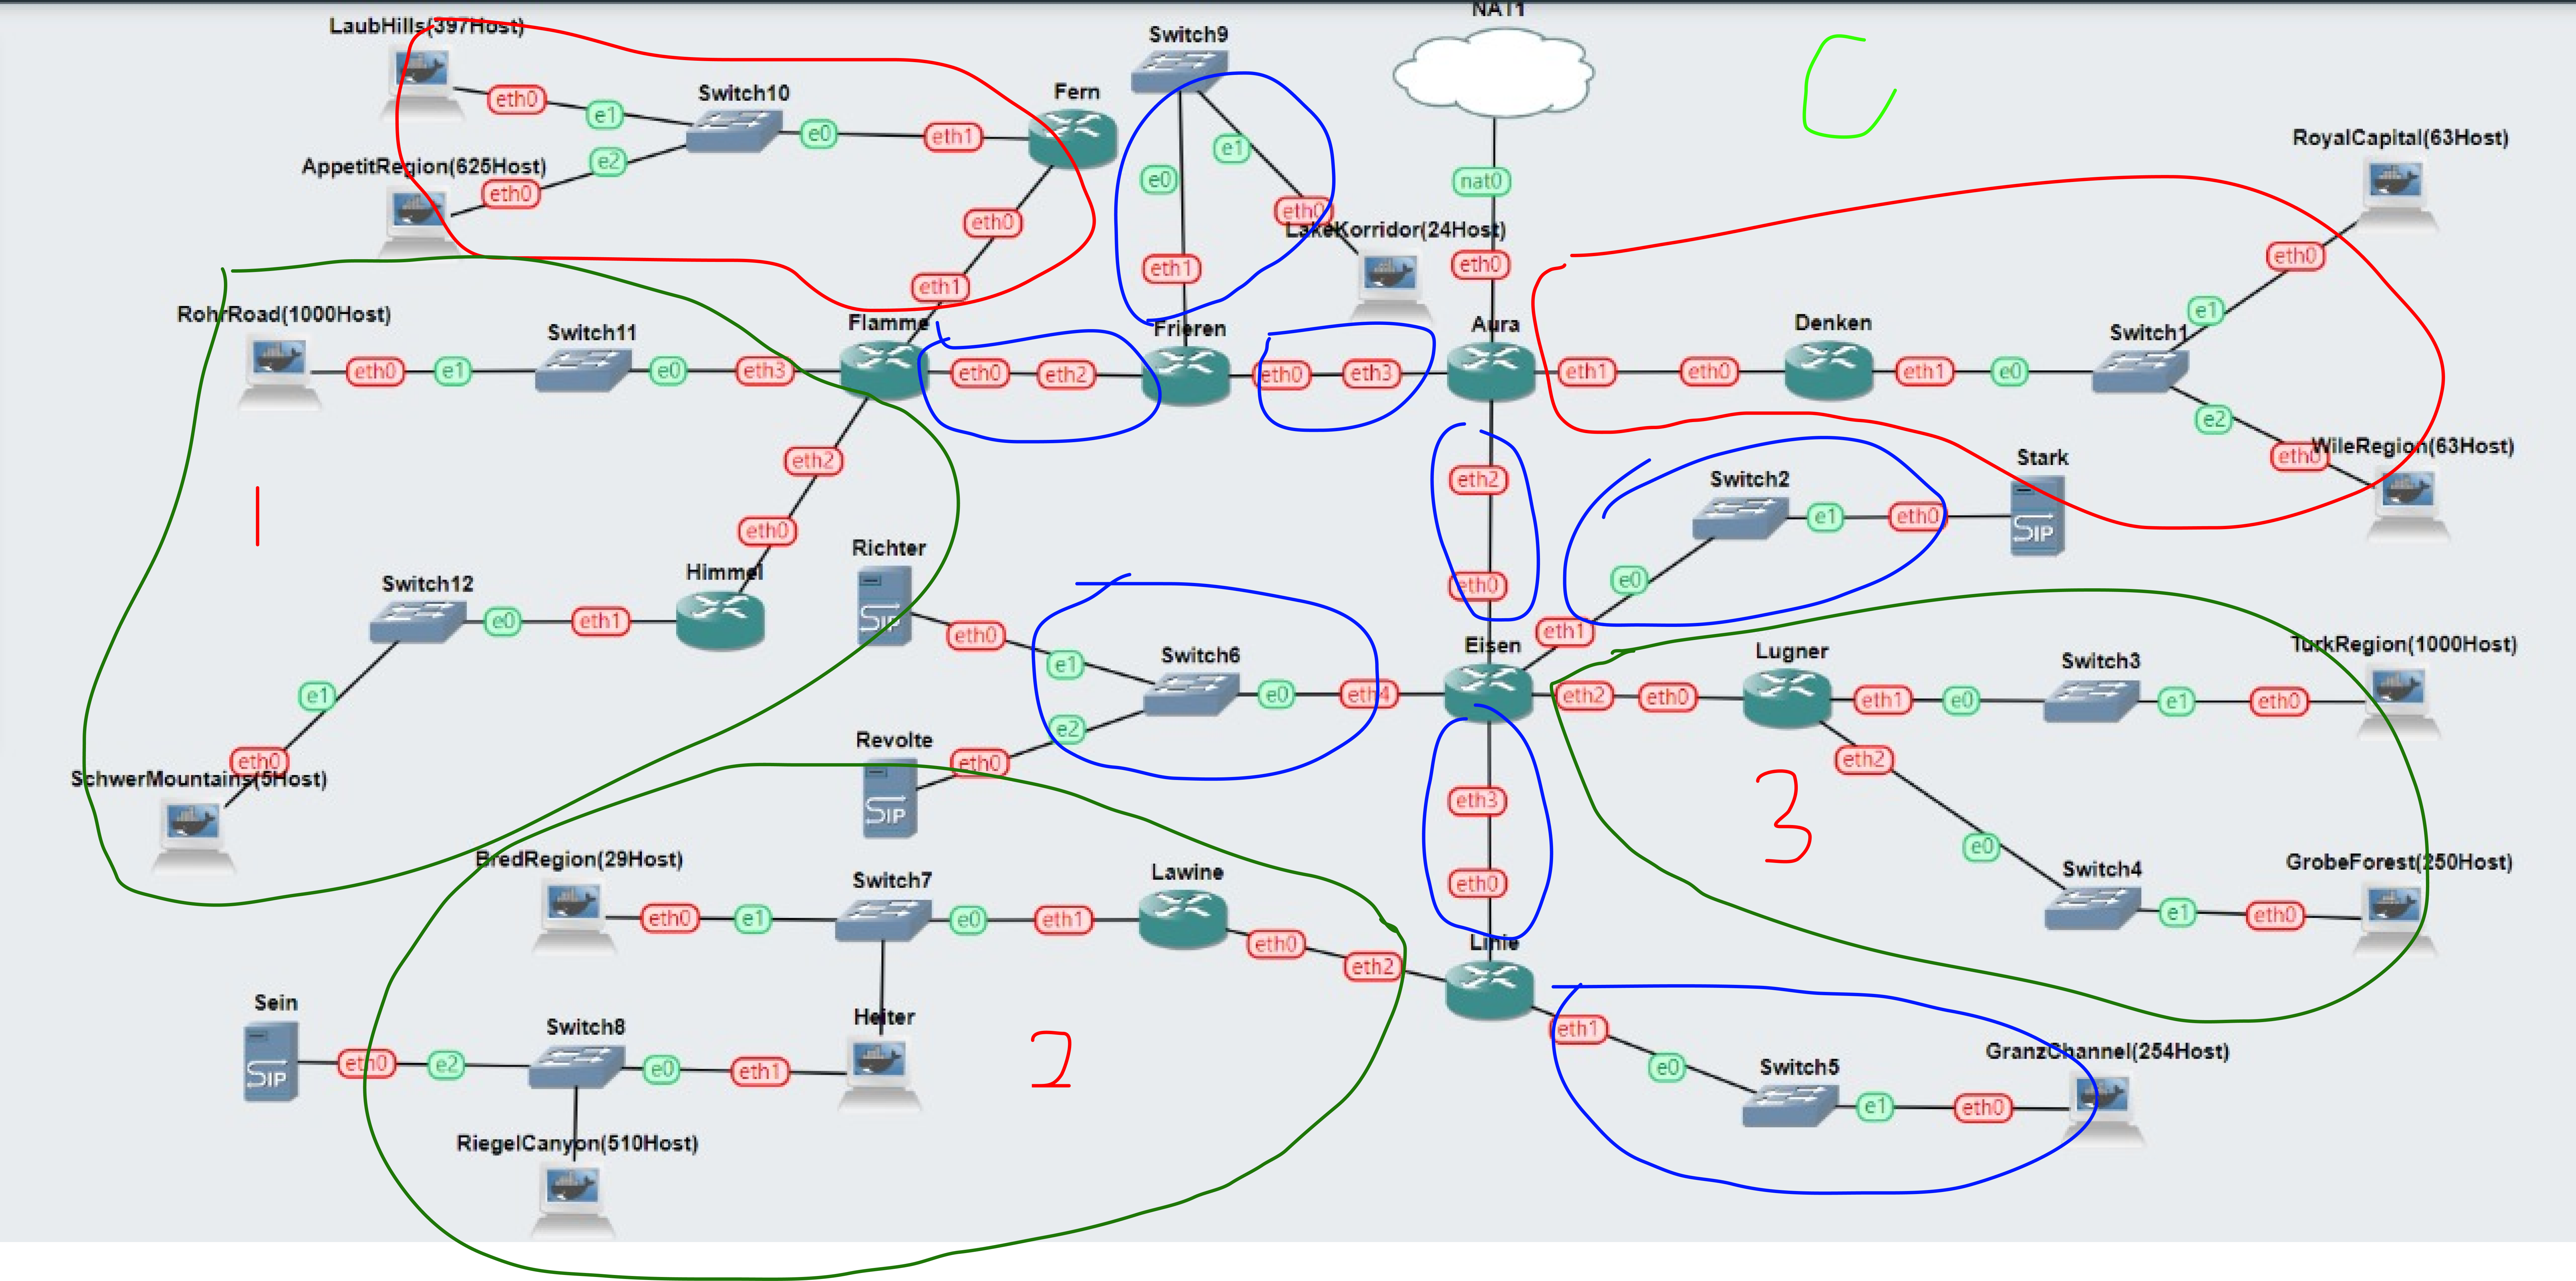 NAT1
LaubHills(397Host)
Switch9
C
eth0
e1
Switch10
Fern
e0
eth1
AppetitRegion(625Host)
e2
eth0
eth0
eth1
e0
e1
eth0
eth1
LakeKorridor(24Host)
nat0
eth0
RoyalCapital(63Host)
eth0
e1
RohrRoad(1000Host)
eth0
e1
Switch11
e0
eth3
Flamme
eth0
eth2
Frieren
eth0
eth3
Aura
eth1
eth0
Denken
eth1
e0
Switch1
e2
eth0
WileRegion(63Host)
eth2
eth0
1
Himmel
Switch12
e0
eth1
e1
eth0
SchwerMountains(5Host)
Richter
eth0
e1
Switch6
e0
eth4
Revolte
eth0
e2
eth2
eth0
Switch2
e1
eth0
Stark
SIP
SIP
SIP
e0
eth1
Eisen
eth2
eth0
Lugner
eth1
e0
Switch3
e1
eth0
TurkRegion(1000Host)
eth2
3
e0
Switch4
e1
eth0
GrobeForest(250Host)
eth3
eth0
BredRegion(29Host)
eth0
e1
Switch7
e0
eth1
Lawine
eth0
eth2
Linie
Sein
SIP
eth0
e2
Switch8
e0
eth1
Heiter
2
RiegelCanyon(510Host)
eth1
e0
Switch5
e1
eth0
GranzChannel(254Host)